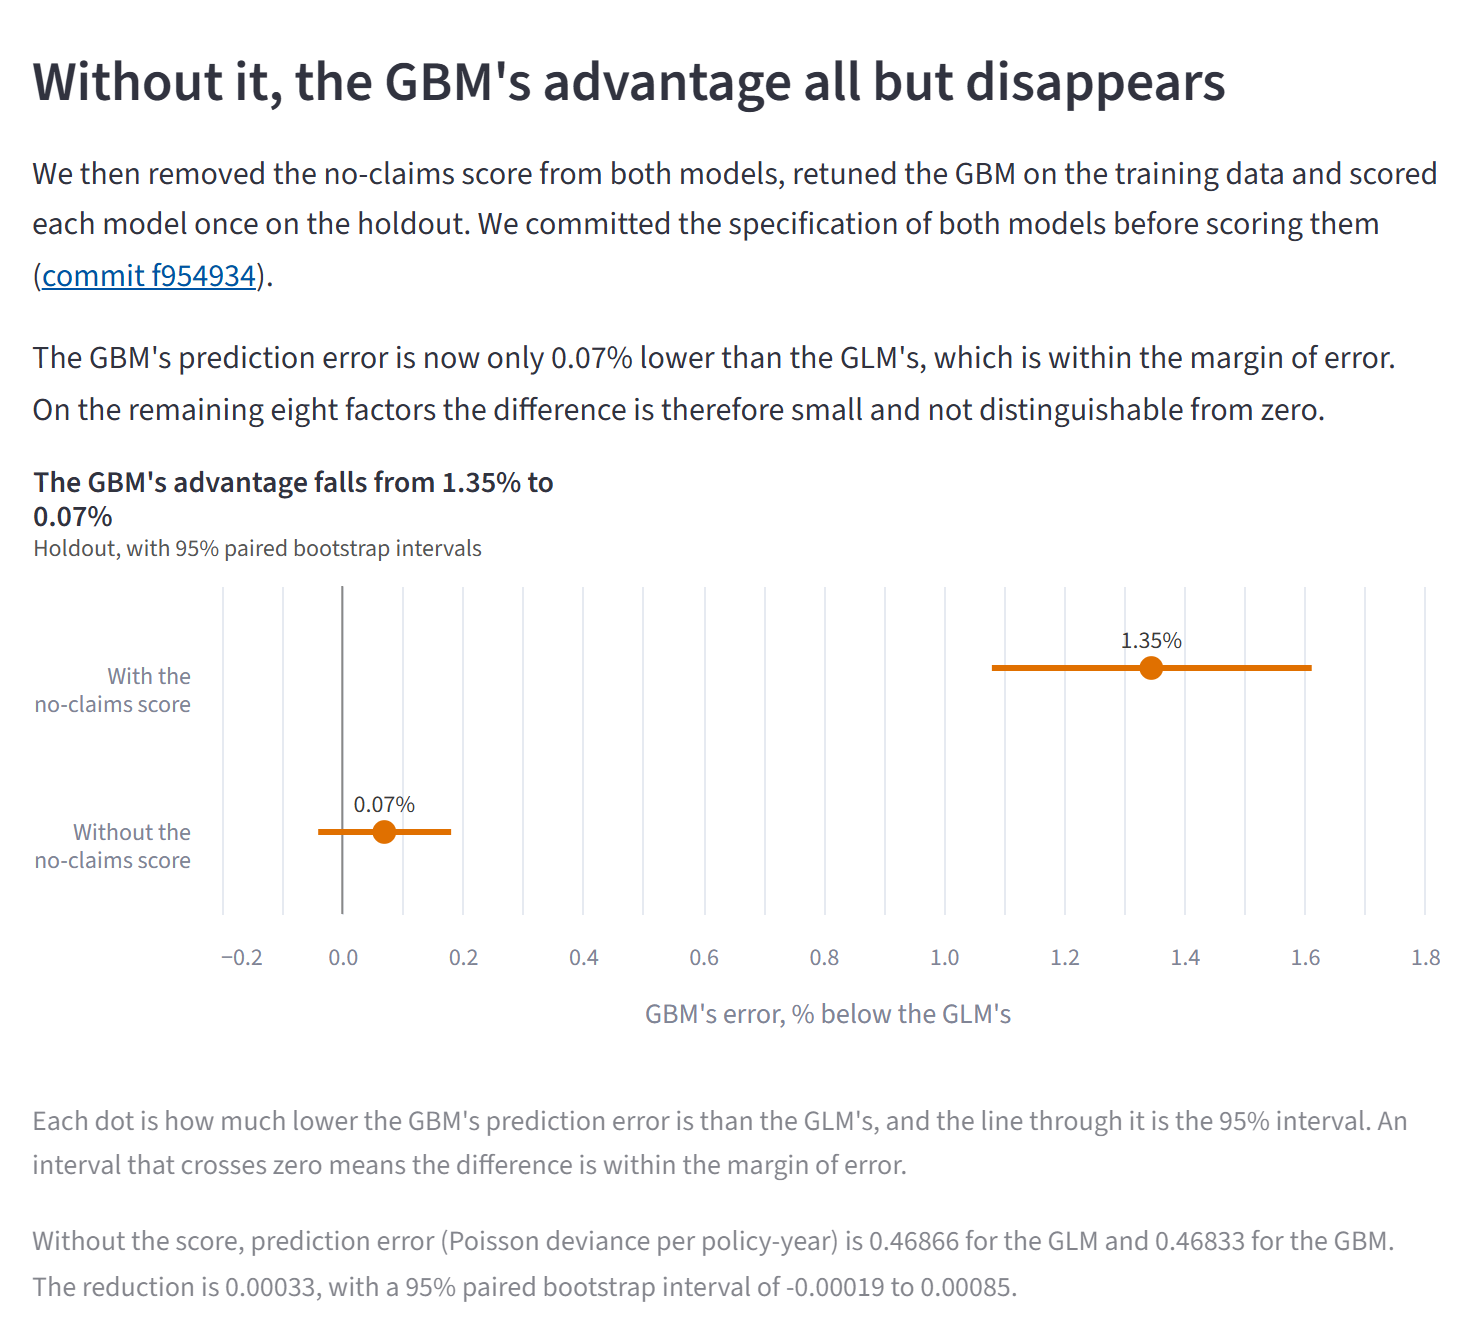 Without it, the GBM's advantage all but disappears
We then removed the no-claims score from both models, retuned the GBM on the training data and scored
each model once on the holdout. We committed the specification of both models before scoring them
(commit f954934).
The GBM's prediction error is now only 0.07% lower than the GLM's, which is within the margin of error.
On the remaining eight factors the difference is therefore small and not distinguishable from zero.
The GBM's advantage falls from 1.35% to
0.07%
Holdout, with 95% paired bootstrap intervals
1.35%
With the
no-claims score
0.07%
Without the
no-claims score
−0.2 0.0 0.2 0.4 0.6 0.8 1.0 1.2 1.4 1.6 1.8
GBM's error, % below the GLM's
Each dot is how much lower the GBM's prediction error is than the GLM's, and the line through it is the 95% interval. An
interval that crosses zero means the difference is within the margin of error.
Without the score, prediction error (Poisson deviance per policy-year) is 0.46866 for the GLM and 0.46833 for the GBM.
The reduction is 0.00033, with a 95% paired bootstrap interval of -0.00019 to 0.00085.